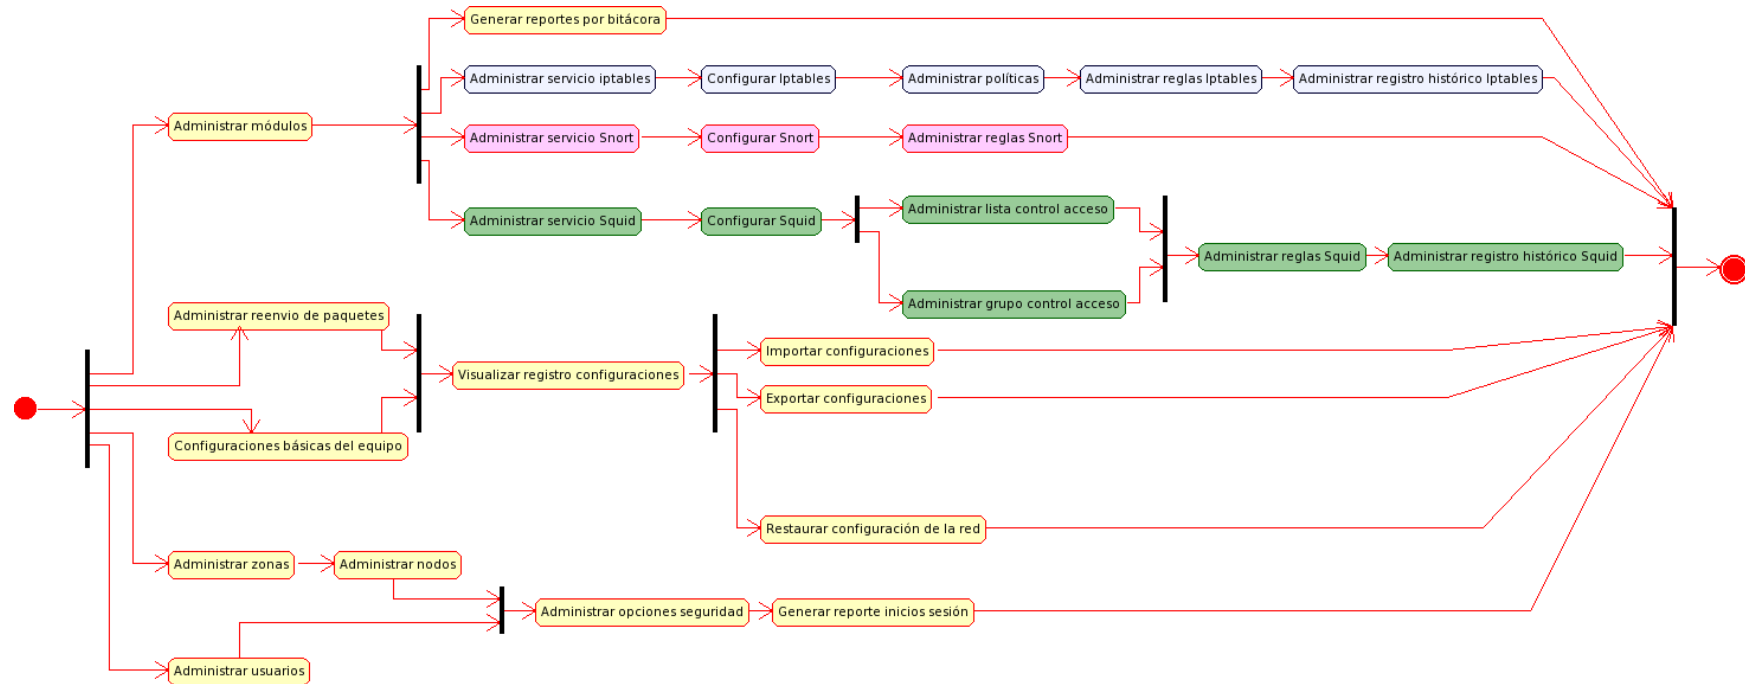 Generar reportes por bitácora
Administrar servicio iptables
Configurar Iptables
Administrar políticas
Administrar reglas Iptables
Administrar registro histórico Iptables
Administrar módulos
Administrar servicio Snort
Configurar Snort
Administrar reglas Snort
Administrar servicio Squid
Configurar Squid
Administrar lista control acceso
Administrar grupo control acceso
Administrar reglas Squid
Administrar registro histórico Squid
Administrar reenvio de paquetes
Configuraciones básicas del equipo
Visualizar registro configuraciones
Importar configuraciones
Exportar configuraciones
Restaurar configuración de la red
Administrar zonas
Administrar nodos
Administrar usuarios
Administrar opciones seguridad
Generar reporte inicios sesión